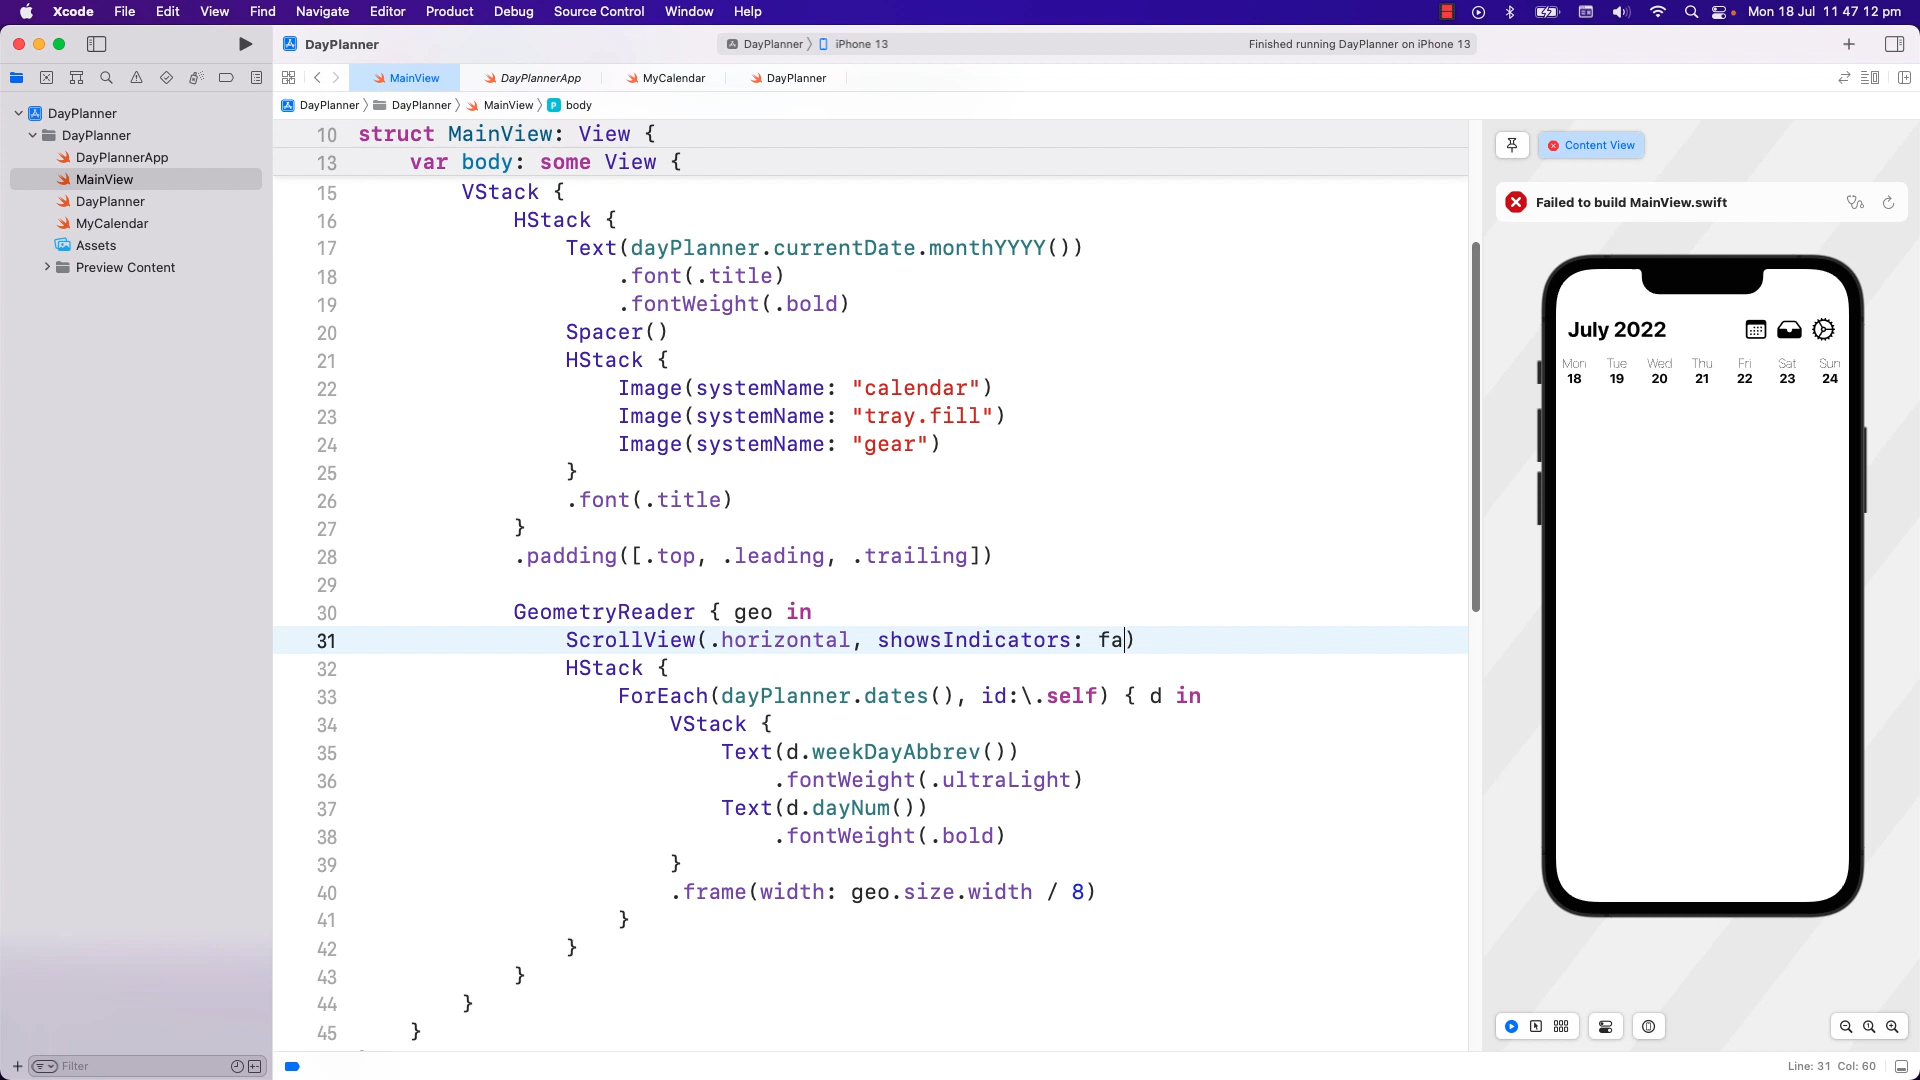 Xcode File Edit View Find Navigate Editor Product Debug Source Control Window Help Mon 18 Jul 11 47 12 pm
DayPlanner DayPlanner iPhone 13 Finished running DayPlanner on iPhone 13
MainView DayPlannerApp MyCalendar DayPlanner
DayPlanner DayPlanner MainView P body
DayPlanner
DayPlanner
DayPlannerApp
MainView
DayPlanner
MyCalendar
Assets
Preview Content
10 struct MainView: View {
13 var body: some View {
15 VStack {
16 HStack {
17 Text(dayPlanner.currentDate.monthYYYY())
18 .font(.title)
19 .fontWeight(.bold)
20 Spacer()
21 HStack {
22 Image(systemName: "calendar")
23 Image(systemName: "tray.fill")
24 Image(systemName: "gear")
25 }
26 .font(.title)
27 }
28 .padding([.top, .leading, .trailing])
29
30 GeometryReader { geo in
31 ScrollView(.horizontal, showsIndicators: fa)
32 HStack {
33 ForEach(dayPlanner.dates(), id:\.self) { d in
34 VStack {
35 Text(d.weekDayAbbrev())
36 .fontWeight(.ultraLight)
37 Text(d.dayNum())
38 .fontWeight(.bold)
39 }
40 .frame(width: geo.size.width / 8)
41 }
42 }
43 }
44 }
45 }
Content View
Failed to build MainView.swift
July 2022
Mon Tue Wed Thu Fri Sat Sun
18 19 20 21 22 23 24
Filter
Line: 31 Col: 60